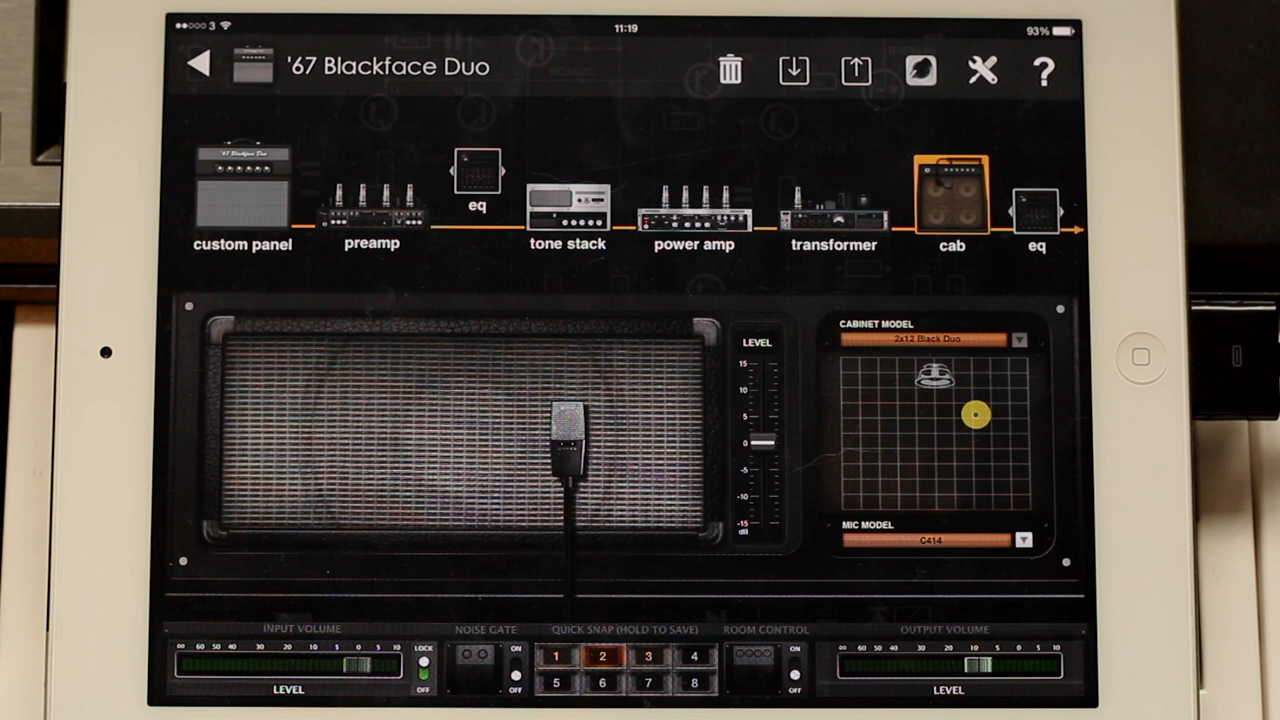 3
11:19
93%
'67 Blackface Duo
?
'67 Blackface Duo
custom panel
preamp
eq
tone stack
power amp
transformer
cab
eq
LEVEL
15
10
5
0
-5
-10
-15
dB
CABINET MODEL
2x12 Black Duo
MIC MODEL
C414
INPUT VOLUME
∞ 60 50 40 30 20 10 5 0 5 10
LEVEL
LOCK
OFF
NOISE GATE
ON
OFF
QUICK SNAP (HOLD TO SAVE)
1 2 3 4
5 6 7 8
ROOM CONTROL
ON
OFF
OUTPUT VOLUME
∞ 60 50 40 30 20 10 5 0 5 10
LEVEL